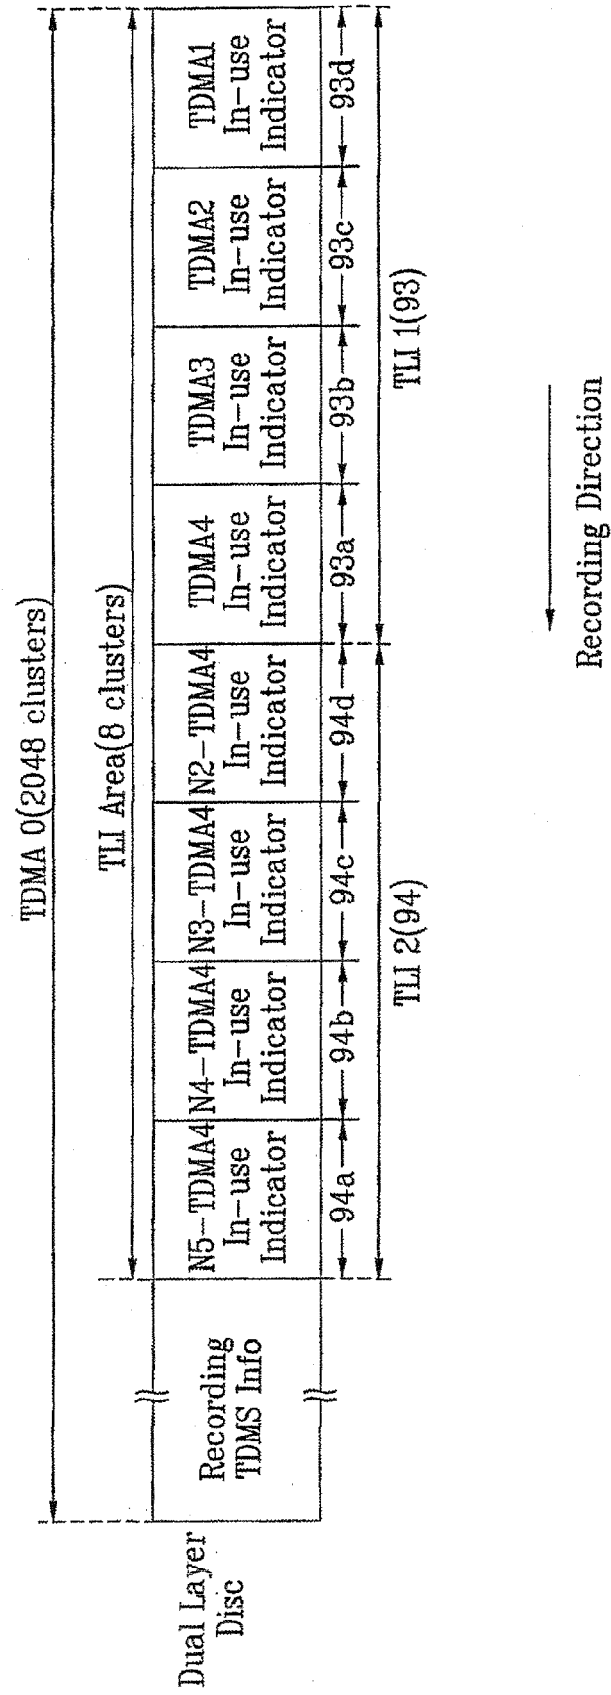 TDMA 0(2048 clusters)
TLI Area(8 clusters)
Dual Layer
Disc
Recording
TDMS Info
N5-TDMA4
In-use
Indicator
N4-TDMA4
In-use
Indicator
N3-TDMA4
In-use
Indicator
N2-TDMA4
In-use
Indicator
TDMA4
In-use
Indicator
TDMA3
In-use
Indicator
TDMA2
In-use
Indicator
TDMA1
In-use
Indicator
94a
94b
94c
94d
93a
93b
93c
93d
TLI 2(94)
TLI 1(93)
Recording Direction